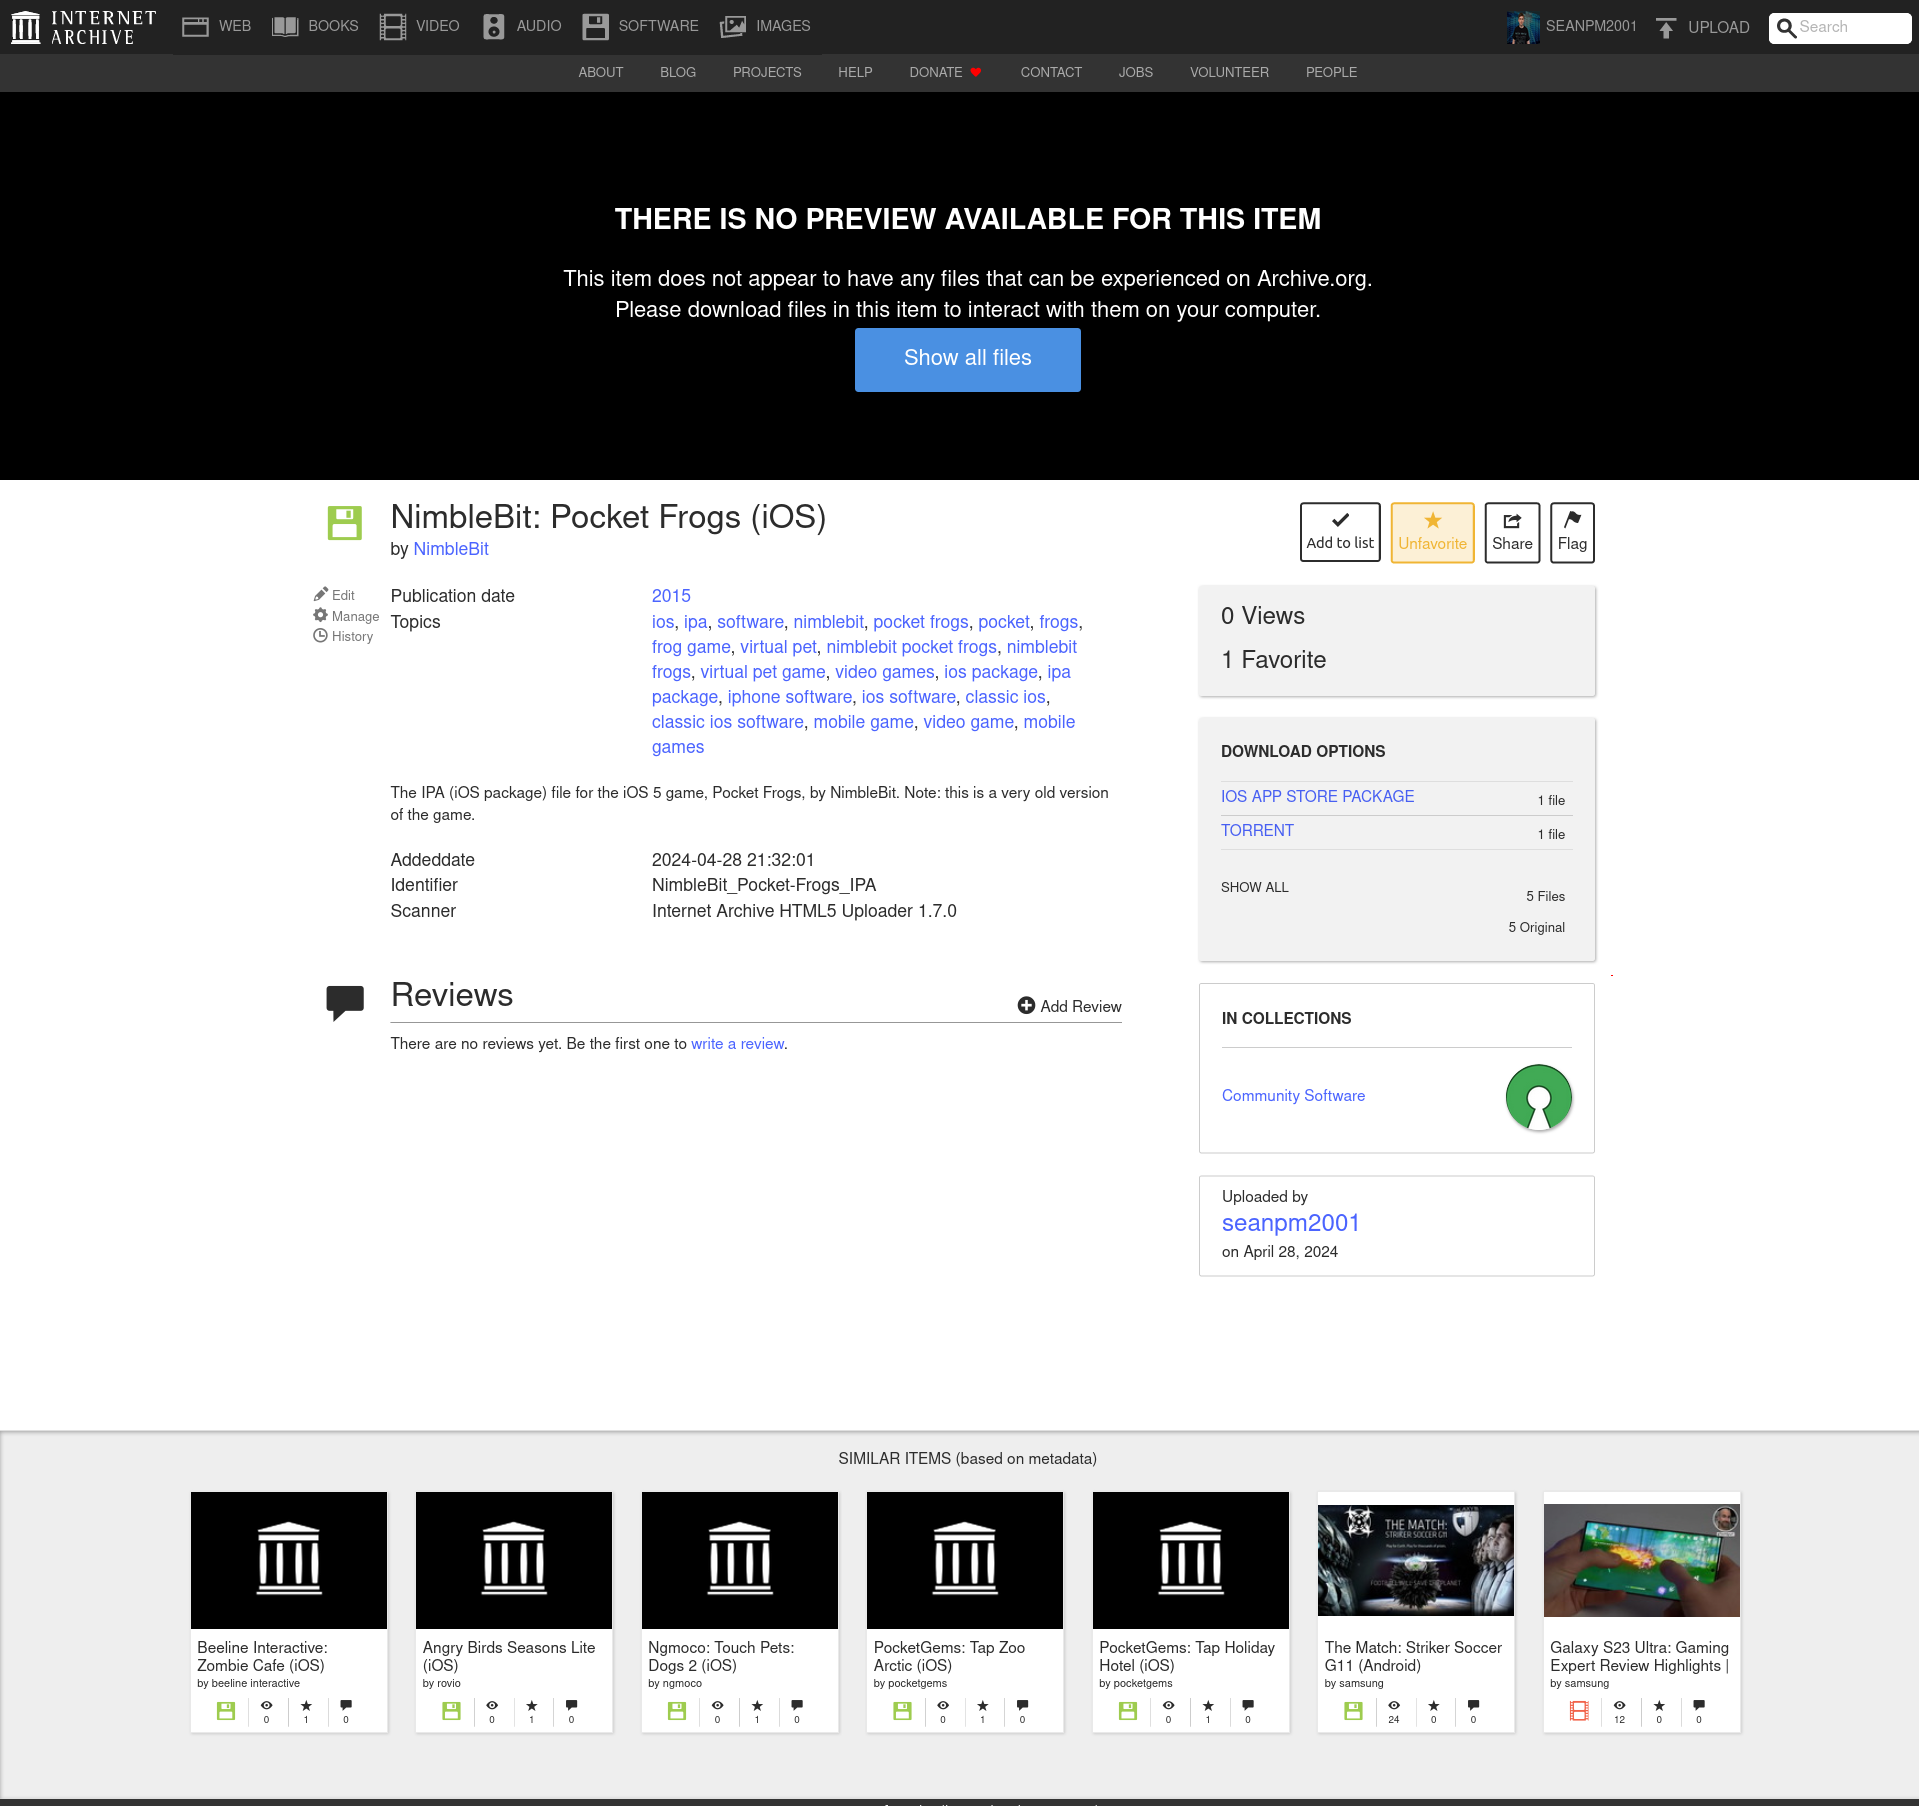 INTERNET ARCHIVE
WEB BOOKS VIDEO AUDIO SOFTWARE IMAGES
SEANPM2001 UPLOAD Search
ABOUT BLOG PROJECTS HELP DONATE CONTACT JOBS VOLUNTEER PEOPLE
THERE IS NO PREVIEW AVAILABLE FOR THIS ITEM
This item does not appear to have any files that can be experienced on Archive.org.
Please download files in this item to interact with them on your computer.
Show all files
NimbleBit: Pocket Frogs (iOS)
by NimbleBit
Add to list Unfavorite Share Flag
Edit
Manage
History
Publication date 2015
Topics ios, ipa, software, nimblebit, pocket frogs, pocket, frogs,
frog game, virtual pet, nimblebit pocket frogs, nimblebit
frogs, virtual pet game, video games, ios package, ipa
package, iphone software, ios software, classic ios,
classic ios software, mobile game, video game, mobile
games
The IPA (iOS package) file for the iOS 5 game, Pocket Frogs, by NimbleBit. Note: this is a very old version
of the game.
Addeddate 2024-04-28 21:32:01
Identifier NimbleBit_Pocket-Frogs_IPA
Scanner Internet Archive HTML5 Uploader 1.7.0
Reviews
Add Review
There are no reviews yet. Be the first one to write a review.
0 Views
1 Favorite
DOWNLOAD OPTIONS
IOS APP STORE PACKAGE 1 file
TORRENT 1 file
SHOW ALL 5 Files
5 Original
IN COLLECTIONS
Community Software
Uploaded by
seanpm2001
on April 28, 2024
SIMILAR ITEMS (based on metadata)
Beeline Interactive:
Zombie Cafe (iOS)
by beeline interactive
0 1 0
Angry Birds Seasons Lite
(iOS)
by rovio
0 1 0
Ngmoco: Touch Pets:
Dogs 2 (iOS)
by ngmoco
0 1 0
PocketGems: Tap Zoo
Arctic (iOS)
by pocketgems
0 1 0
PocketGems: Tap Holiday
Hotel (iOS)
by pocketgems
0 1 0
THE MATCH:
STRIKER SOCCER G11
The Match: Striker Soccer
G11 (Android)
by samsung
24 0 0
Galaxy S23 Ultra: Gaming
Expert Review Highlights |
by samsung
12 0 0